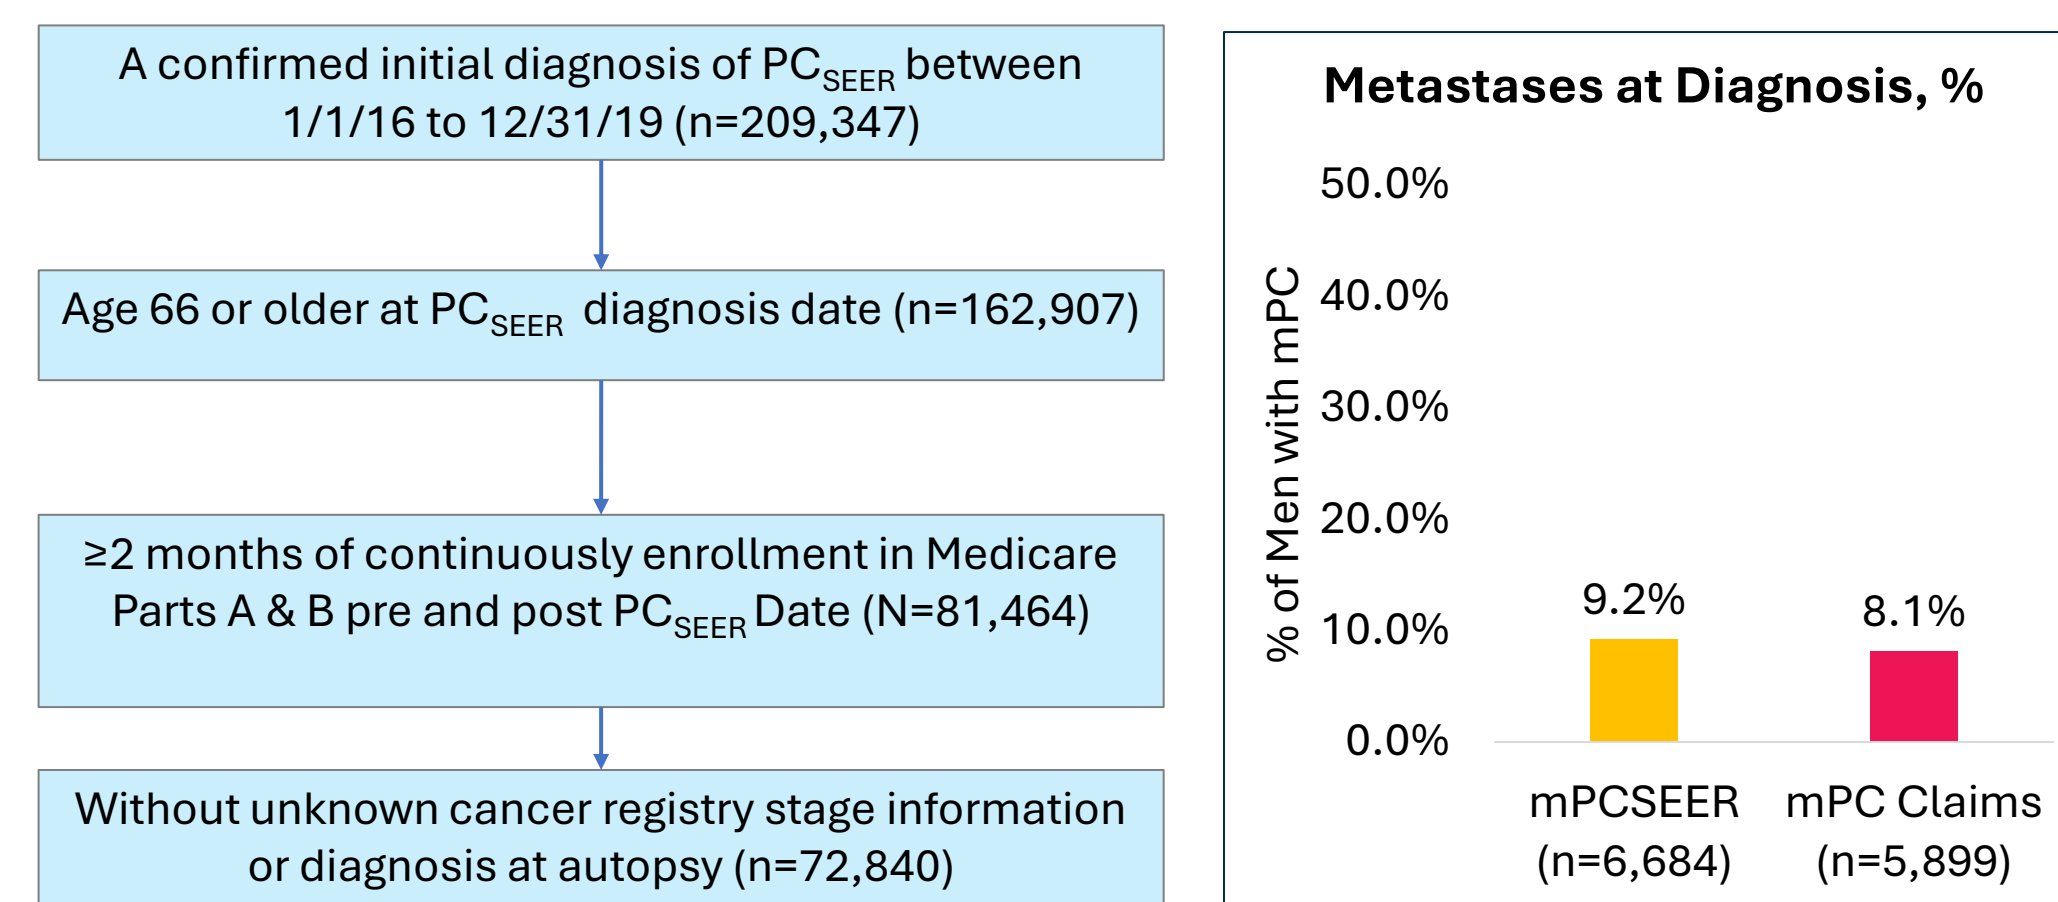 A confirmed initial diagnosis of PCSEER between
1/1/16 to 12/31/19 (n=209,347)
Age 66 or older at PCSEER diagnosis date (n=162,907)
≥2 months of continuously enrollment in Medicare
Parts A & B pre and post PCSEER Date (N=81,464)
Without unknown cancer registry stage information
or diagnosis at autopsy (n=72,840)
Metastases at Diagnosis, %
% of Men with mPC
50.0%
40.0%
30.0%
20.0%
10.0%
0.0%
9.2%
8.1%
mPCSEER
(n=6,684)
mPC Claims
(n=5,899)